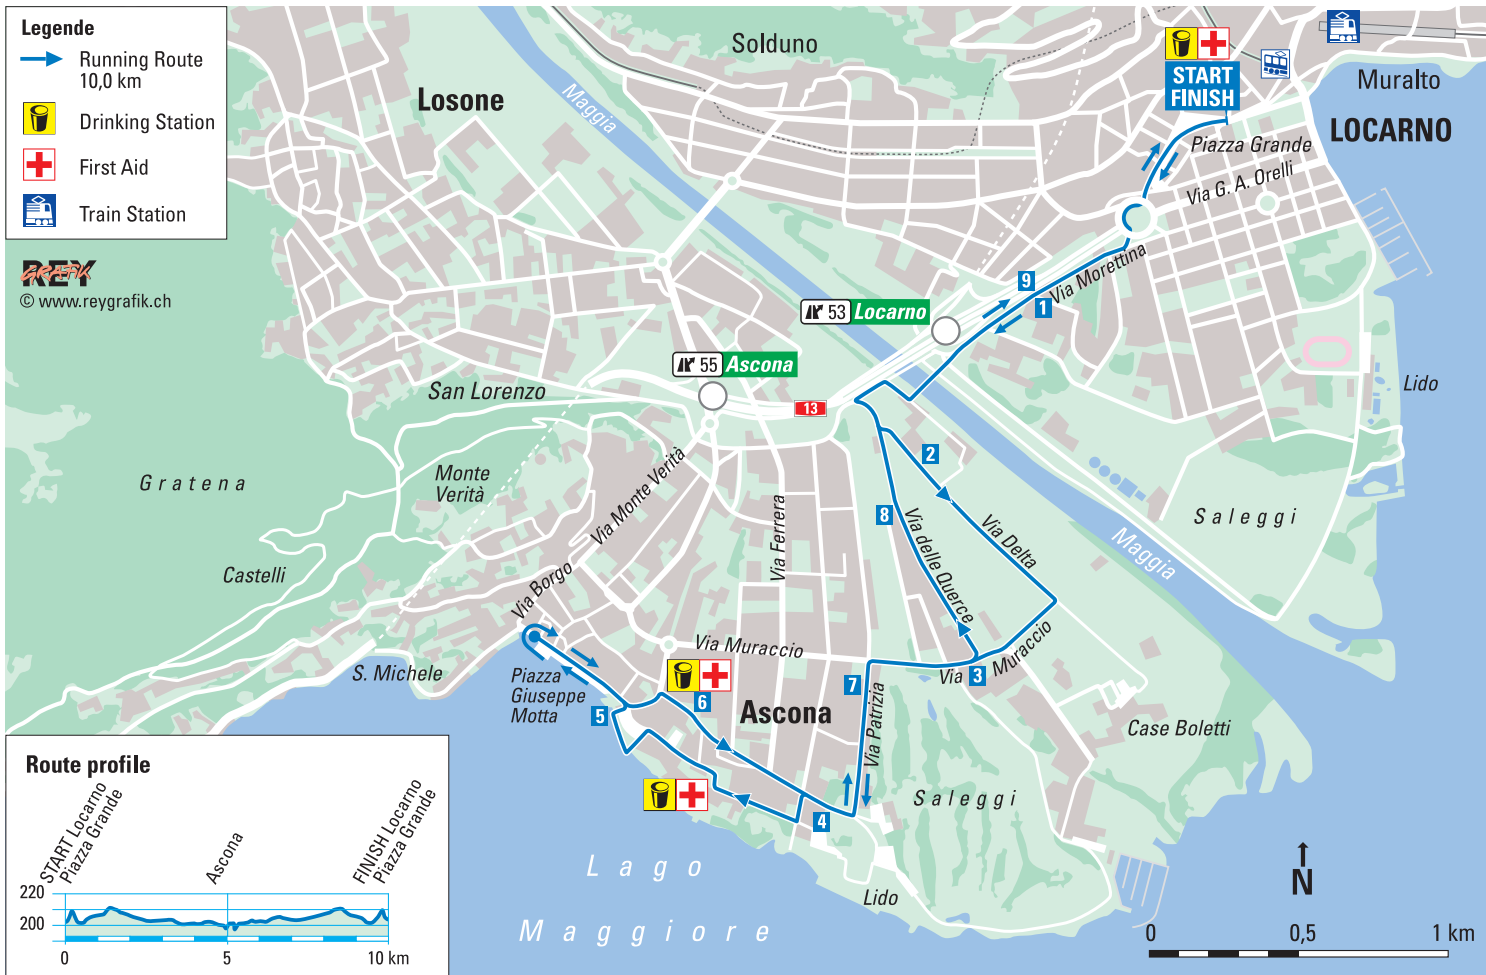 Legende
Running Route
10,0 km
Drinking Station
First Aid
Train Station
REY
GRAFIK
© www.reygrafik.ch
Solduno
Losone
Maggia
START
FINISH
Muralto
LOCARNO
Piazza Grande
Via G. A. Orelli
Via Morettina
9
1
53 Locarno
55 Ascona
13
San Lorenzo
Lido
Monte
Verità
Gratena
Via Monte Verità
2
8
Via Ferrera
Via delle Querce
Via Delta
Saleggi
Maggia
Castelli
Via Borgo
Via Muraccio
Via Muraccio
3
S. Michele
Piazza
Giuseppe
Motta
5
6
7
Ascona
Via Patrizia
Case Boletti
Saleggi
4
Lago
Maggiore
Lido
N
0 0,5 1 km
Route profile
START Locarno
Piazza Grande
Ascona
FINISH Locarno
Piazza Grande
220
200
0 5 10 km